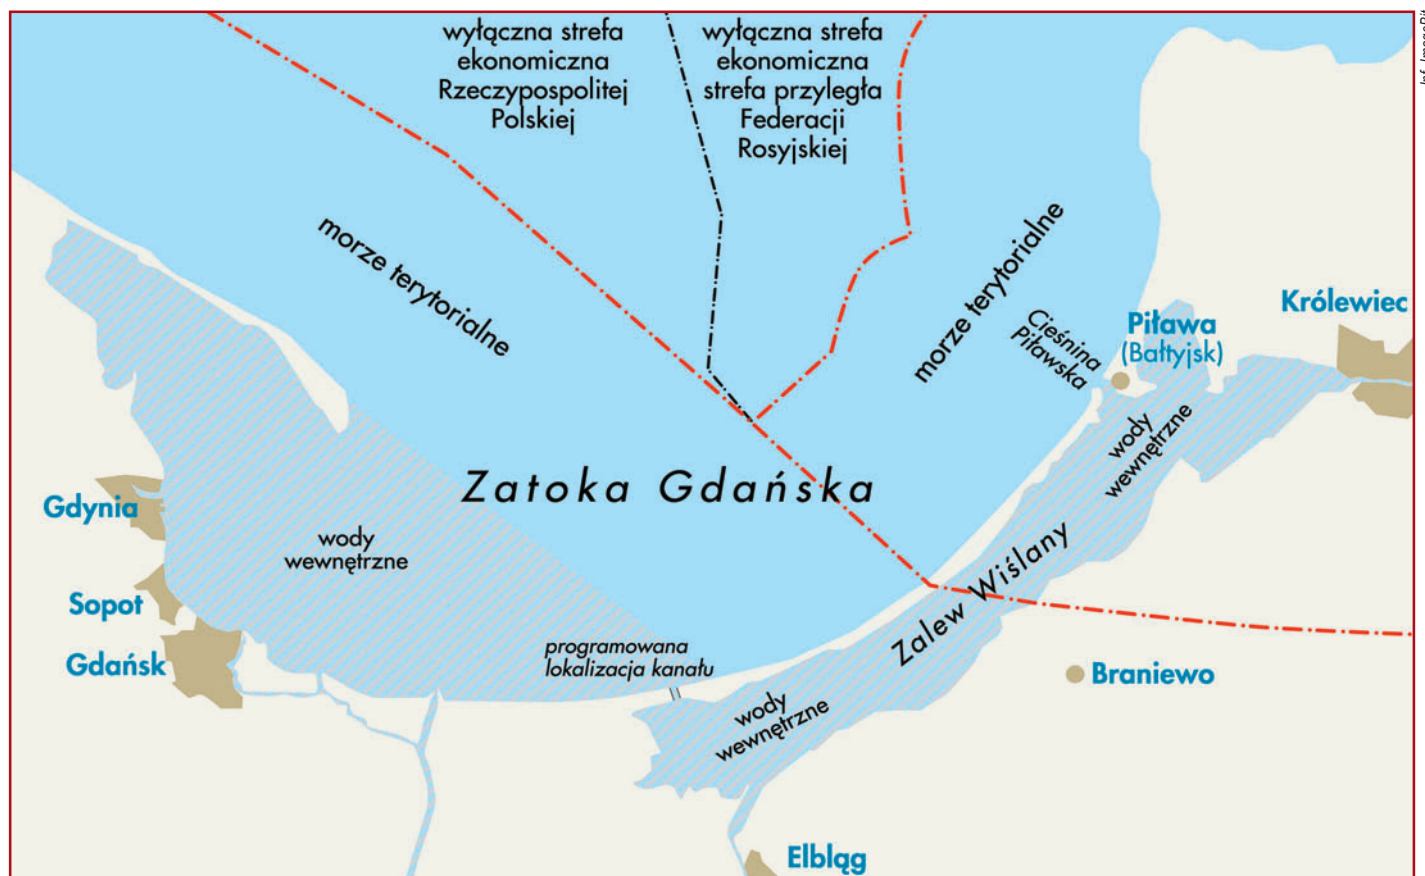 wyłączna strefa
ekonomiczna
Rzeczypospolitej
Polskiej
wyłączna strefa
ekonomiczna
strefa przyległa
Federacji
Rosyjskiej
morze terytorialne
morze terytorialne
Cieśnina
Piławska
Piława
(Bałtyjsk)
Królewiec
wody
wewnętrzne
Zatoka Gdańska
Gdynia
wody
wewnętrzne
Zalew Wiślany
Sopot
Gdańsk
programowana
lokalizacja kanału
wody
wewnętrzne
Braniewo
Elbląg